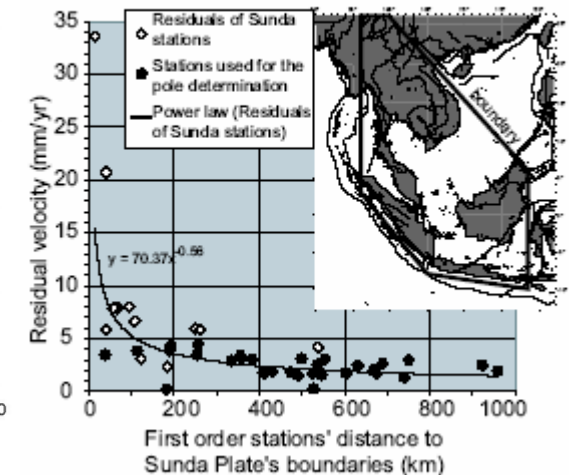 35
30
25
20
15
10
5
0
Residual velocity (mm/yr)
Residuals of Sunda
stations
Stations used for the
pole determination
Power law (Residuals
of Sunda stations)
boundary
y = 70.37x^-0.56
0 200 400 600 800 1000
First order stations' distance to
Sunda Plate's boundaries (km)